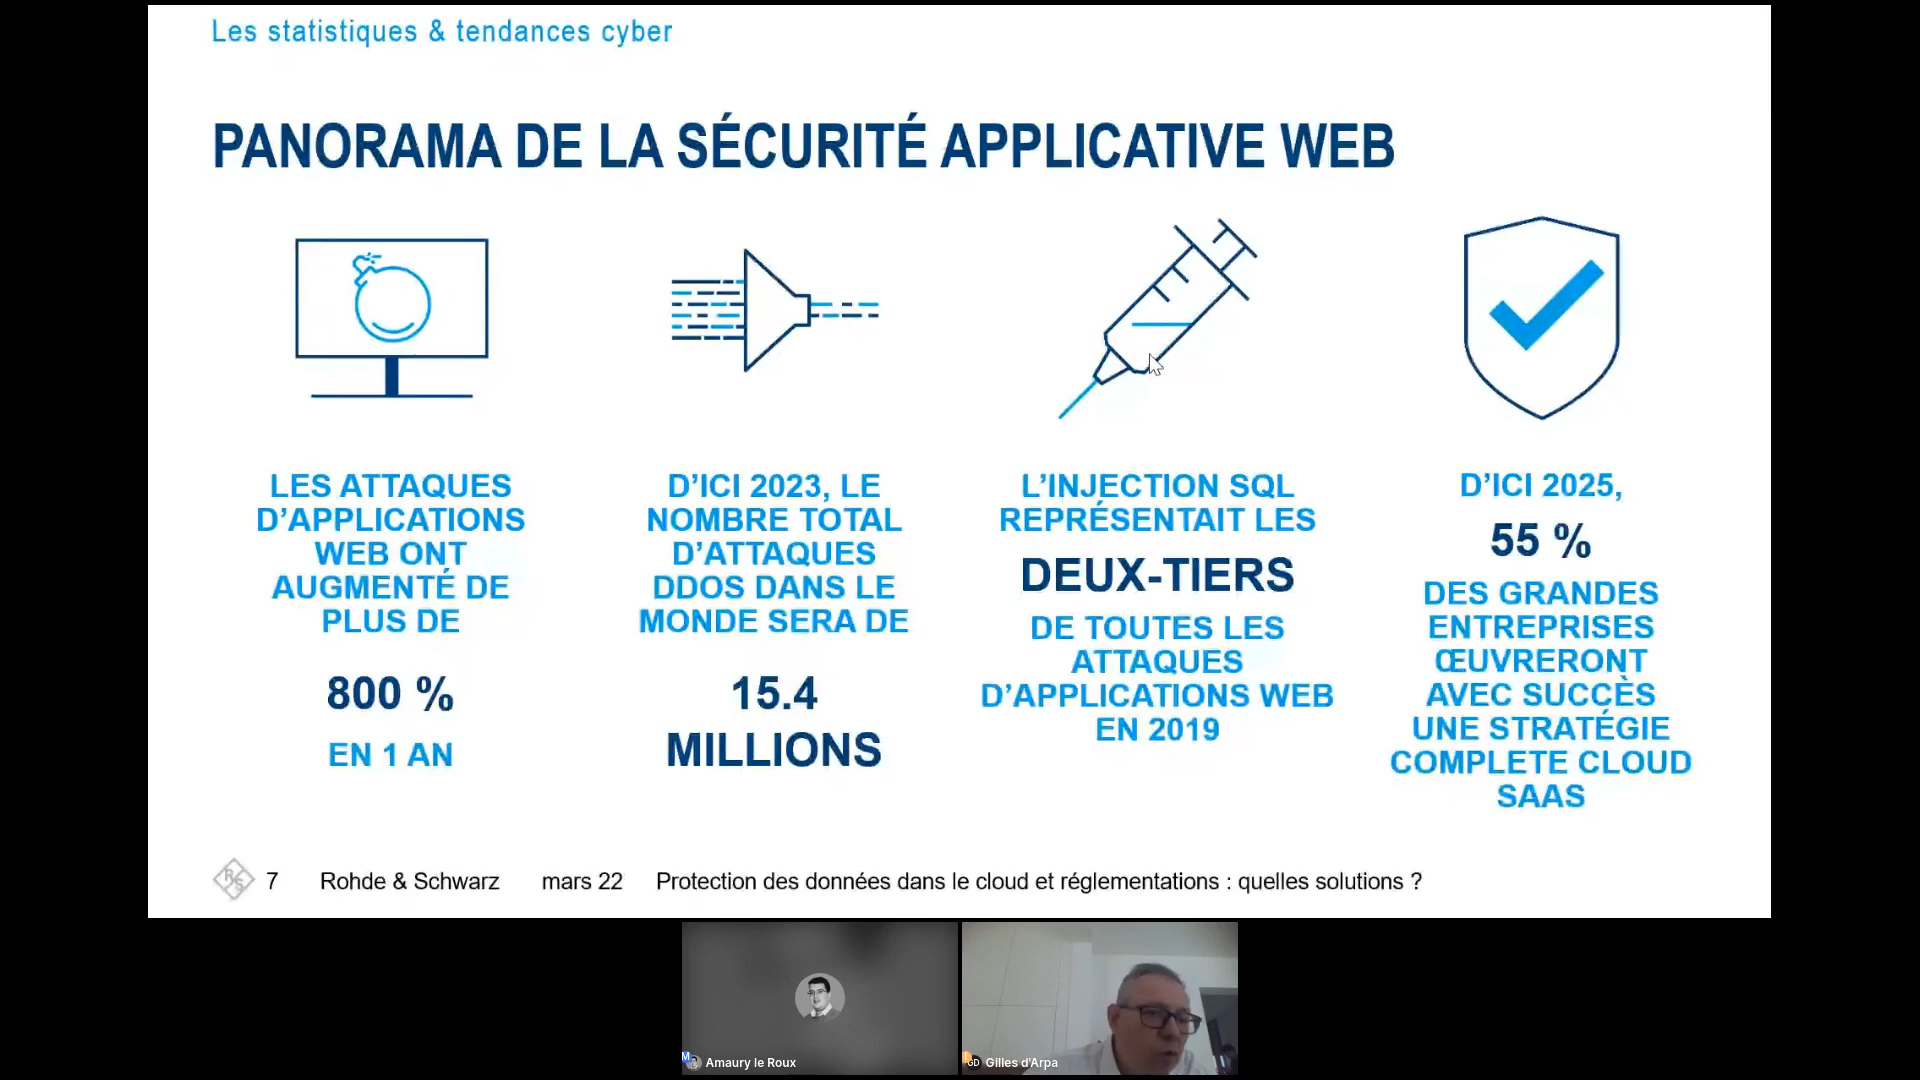 Les statistiques & tendances cyber
PANORAMA DE LA SÉCURITÉ APPLICATIVE WEB
LES ATTAQUES
D'APPLICATIONS
WEB ONT
AUGMENTÉ DE
PLUS DE
800 %
EN 1 AN
D'ICI 2023, LE
NOMBRE TOTAL
D'ATTAQUES
DDOS DANS LE
MONDE SERA DE
15.4
MILLIONS
L'INJECTION SQL
REPRÉSENTAIT LES
DEUX-TIERS
DE TOUTES LES
ATTAQUES
D'APPLICATIONS WEB
EN 2019
D'ICI 2025,
55 %
DES GRANDES
ENTREPRISES
ŒUVRERONT
AVEC SUCCÈS
UNE STRATÉGIE
COMPLETE CLOUD
SAAS
RS 7 Rohde & Schwarz mars 22 Protection des données dans le cloud et réglementations : quelles solutions ?
M Amaury le Roux
GD Gilles d'Arpa